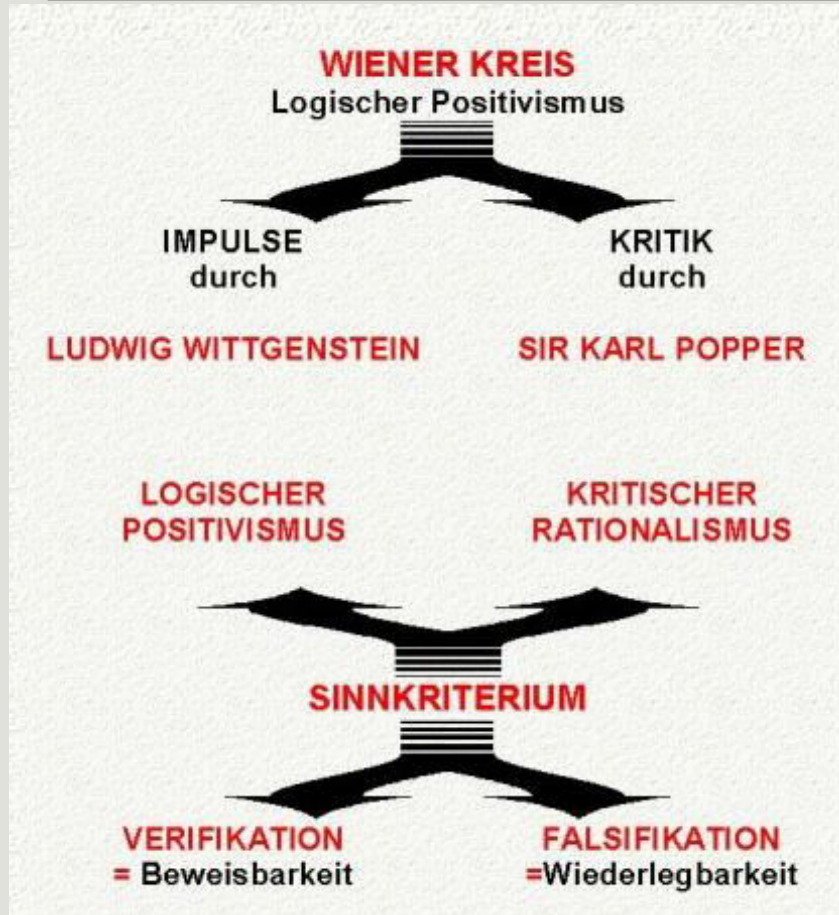 WIENER KREIS
Logischer Positivismus
IMPULSE
durch
KRITIK
durch
LUDWIG WITTGENSTEIN
SIR KARL POPPER
LOGISCHER
POSITIVISMUS
KRITISCHER
RATIONALISMUS
SINNKRITERIUM
VERIFIKATION
= Beweisbarkeit
FALSIFIKATION
=Wiederlegbarkeit